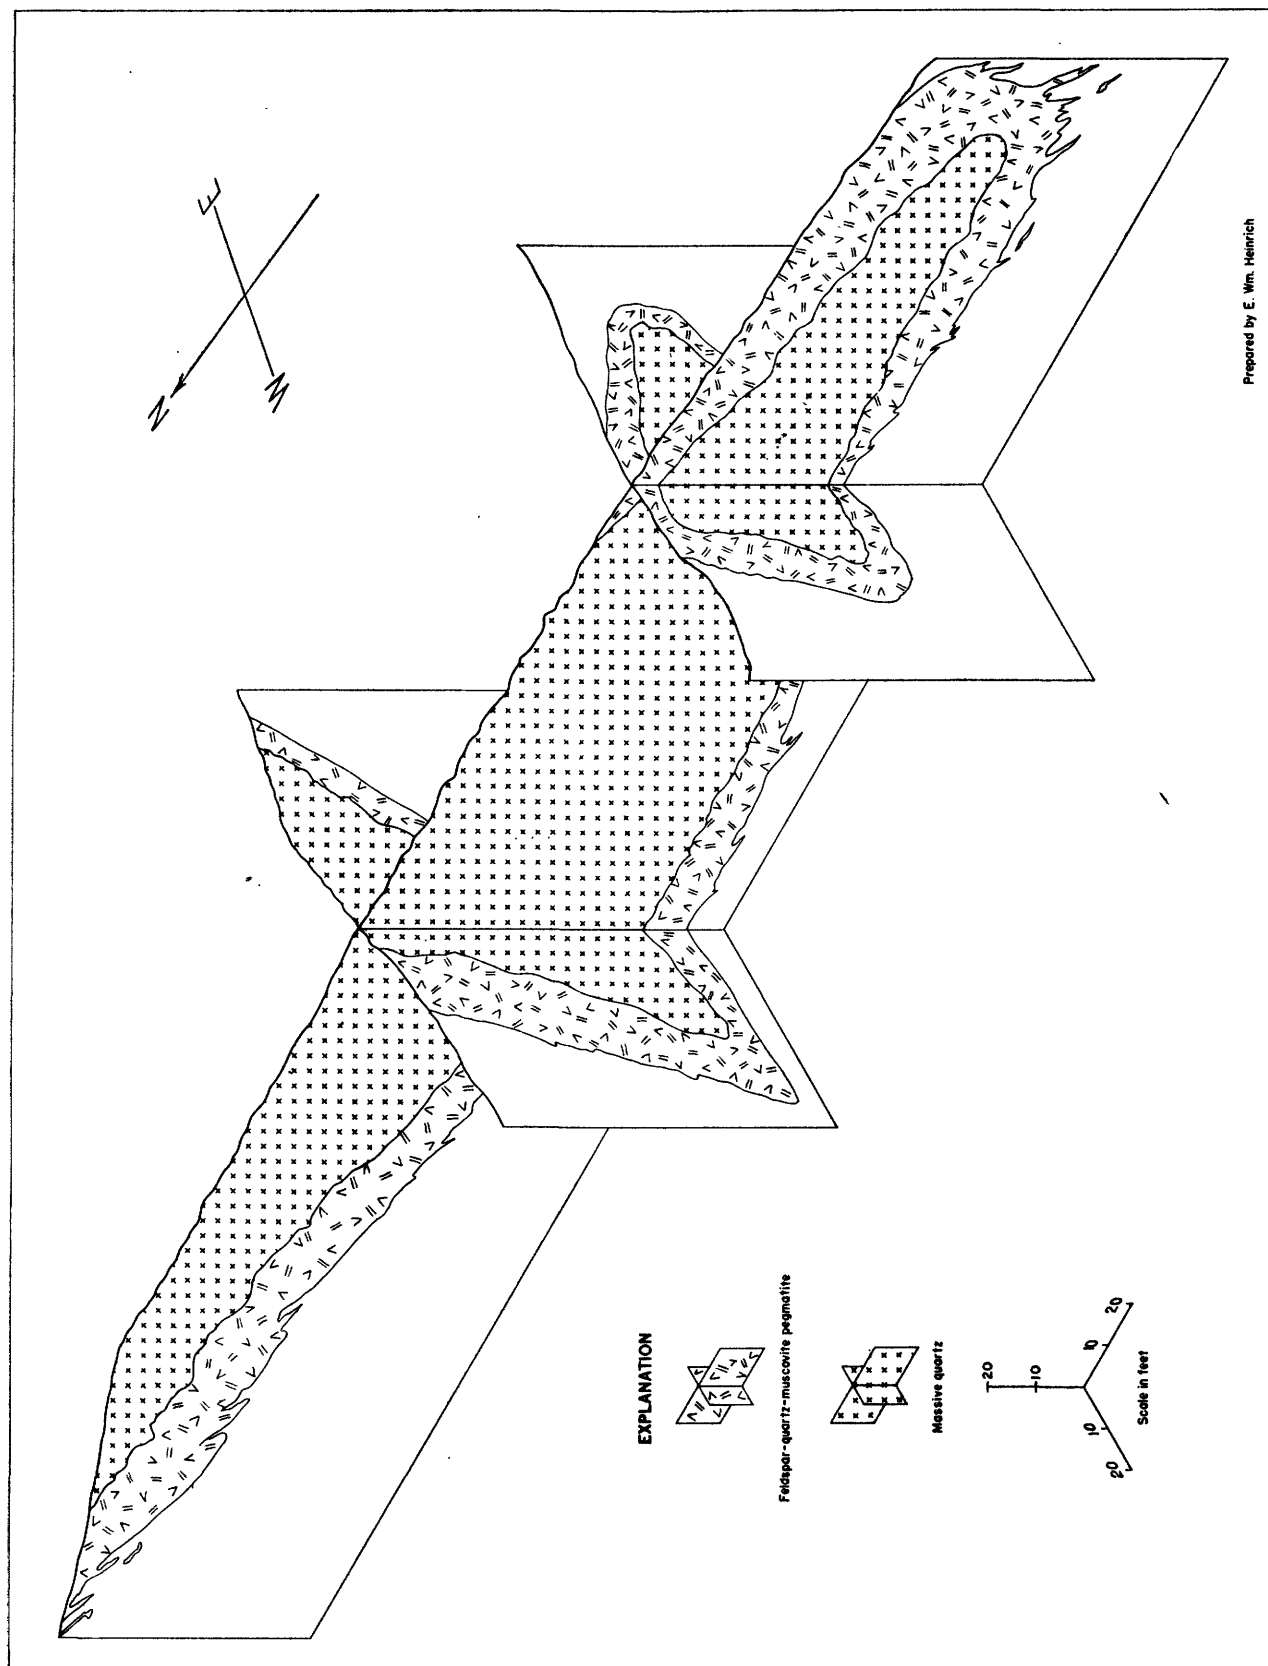 N
E
W
Prepared by E. Wm. Heinrich
EXPLANATION
Feldspar-quartz-muscovite pegmatite
Massive quartz
20
10
10
20
10
20
Scale in feet